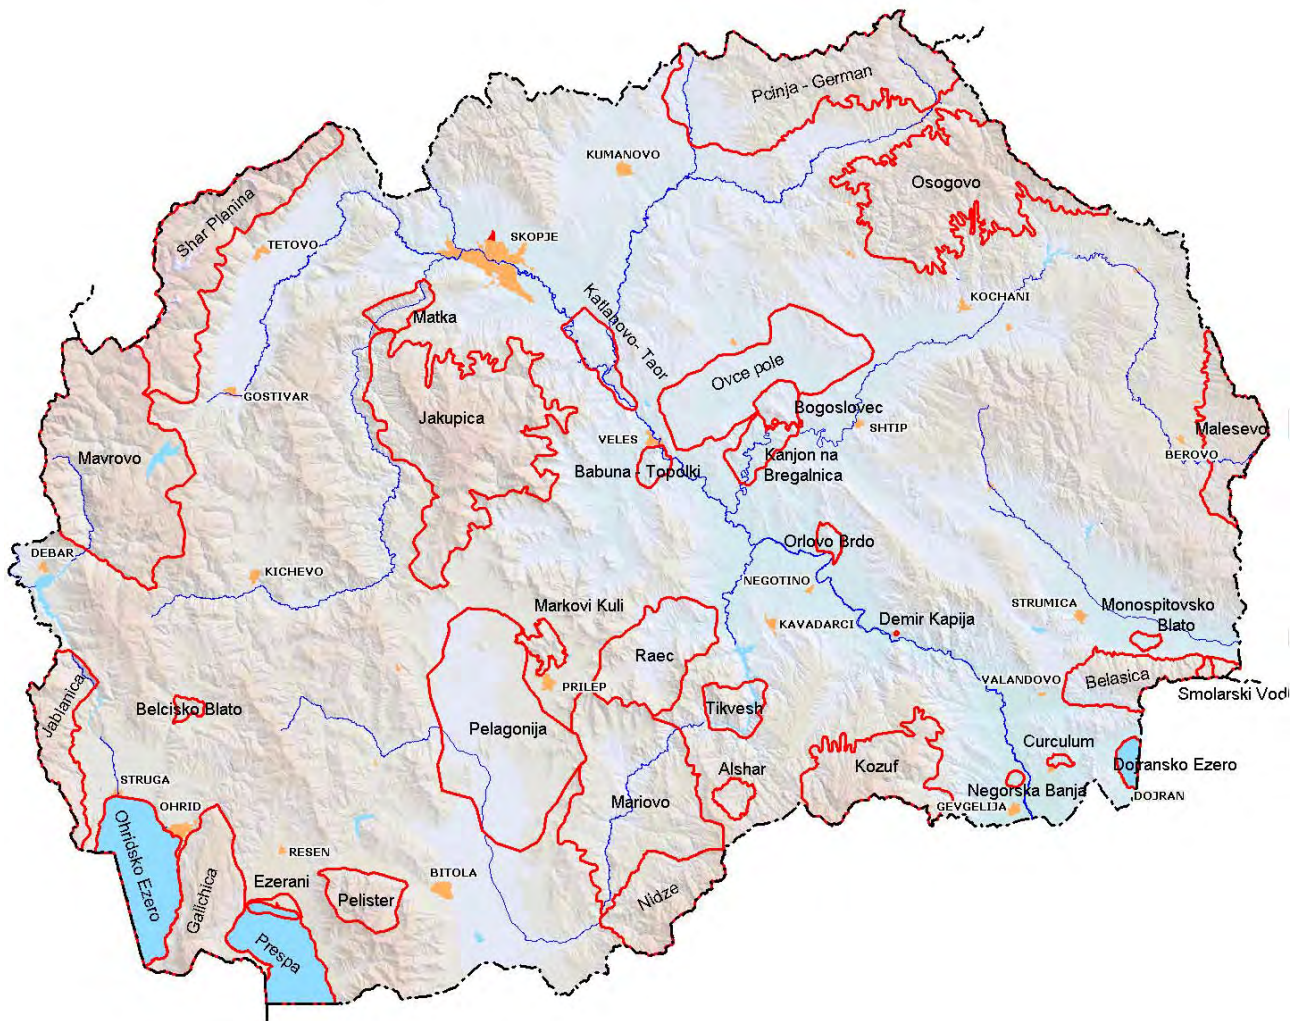 Pcinja - German
KUMANOVO
Osogovo
Shar Planina
TETOVO
SKOPJE
KOCHANI
Matka
Katlanovo- Taor
Ovce pole
GOSTIVAR
Jakupica
Bogoslovec
SHTIP
Malesevo
VELES
Mavrovo
Babuna - Topolki
Kanjon na
Bregalnica
BEROVO
Orlovo Brdo
DEBAR
KICHEVO
NEGOTINO
Markovi Kuli
STRUMICA
Monospitovsko
Blato
Demir Kapija
KAVADARCI
Raec
Jablanica
PRILEP
VALANDOVO
Belasica
Smolarski Vod
Belcisko Blato
Tikvesh
Pelagonija
Curculum
Alshar
Kozuf
Dojransko Ezero
STRUGA
Negorska Banja
DOJRAN
OHRID
Mariovo
GEVGELIJA
Ohridsko Ezero
RESEN
Galichica
Ezerani
BITOLA
Pelister
Nidze
Prespa